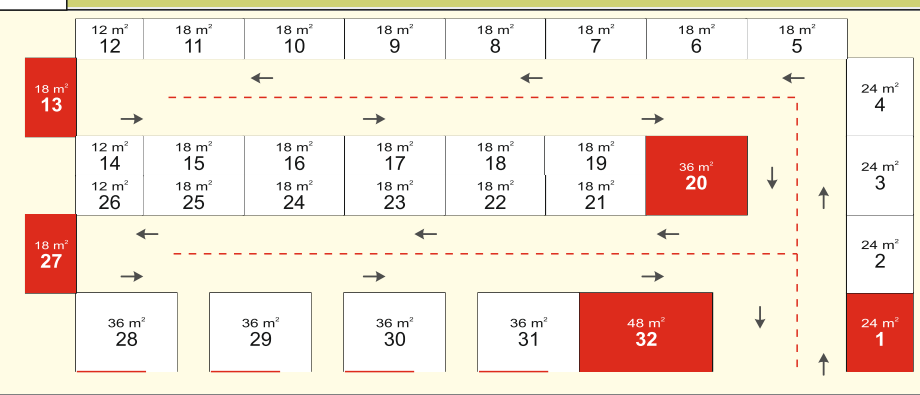 12 m² 18 m² 18 m² 18 m² 18 m² 18 m² 18 m² 18 m²
12 11 10 9 8 7 6 5
18 m²
13
24 m²
4
12 m² 18 m² 18 m² 18 m² 18 m² 18 m²
14 15 16 17 18 19
36 m²
20
24 m²
3
12 m² 18 m² 18 m² 18 m² 18 m² 18 m²
26 25 24 23 22 21
18 m²
27
24 m²
2
36 m² 36 m² 36 m² 36 m² 48 m² 24 m²
28 29 30 31 32 1